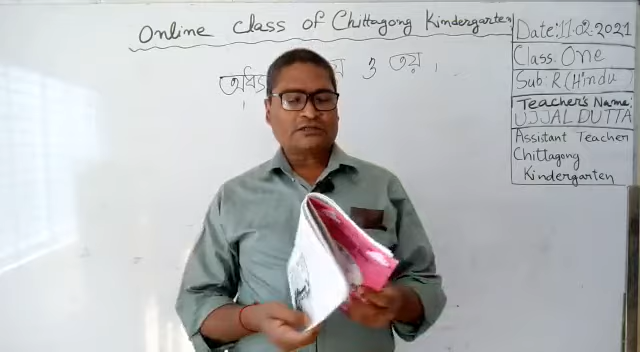 Online Class of Chittagong Kindergarten
ও তয় ।
Date: 11.02.2021
Class: One
Sub: R (Hindu)
Teacher's Name:
UJJAL DUTTA
Assistant Teacher
Chittagong
Kindergarten